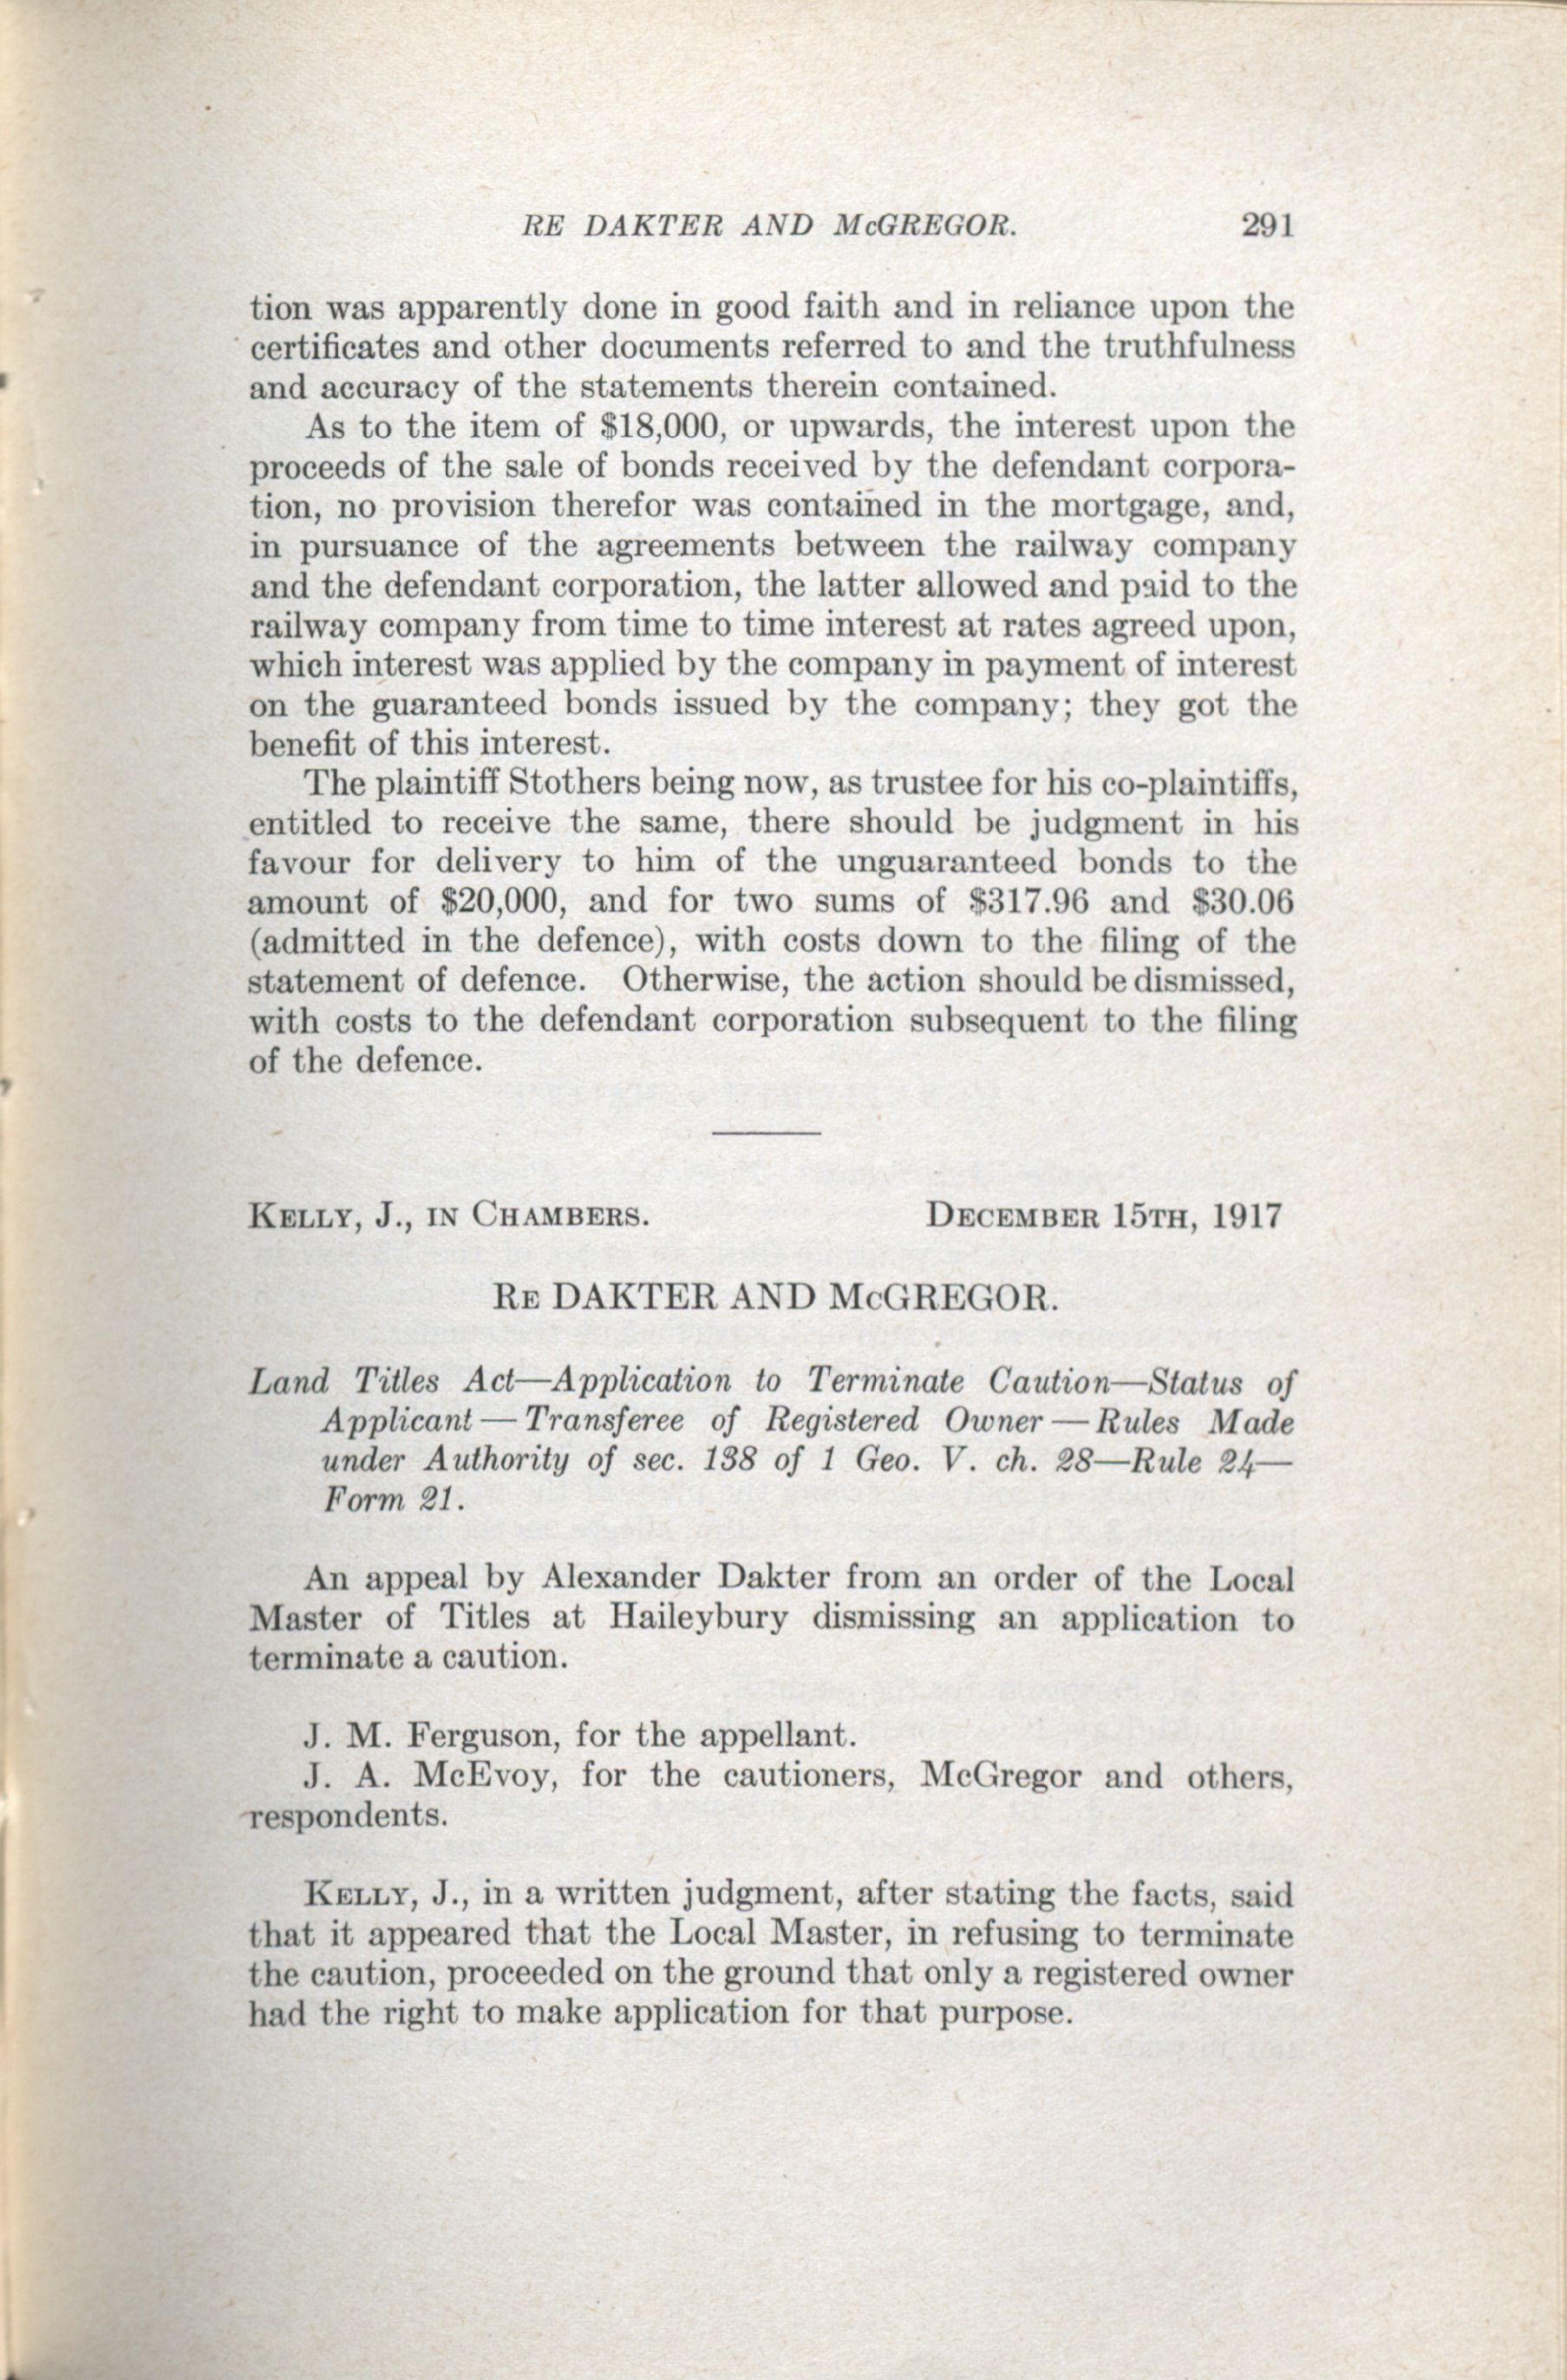 RE DAKTER AND McGREGOR. 291
tion was apparently done in good faith and in reliance upon the
certificates and other documents referred to and the truthfulness
and accuracy of the statements therein contained.
As to the item of $18,000, or upwards, the interest upon the
proceeds of the sale of bonds received by the defendant corpora-
tion, no provision therefor was contained in the mortgage, and,
in pursuance of the agreements between the railway company
and the defendant corporation, the latter allowed and paid to the
railway company from time to time interest at rates agreed upon,
which interest was applied by the company in payment of interest
on the guaranteed bonds issued by the company; they got the
benefit of this interest.
The plaintiff Stothers being now, as trustee for his co-plaintiffs,
entitled to receive the same, there should be judgment in his
favour for delivery to him of the unguaranteed bonds to the
amount of $20,000, and for two sums of $317.96 and $30.06
(admitted in the defence), with costs down to the filing of the
statement of defence. Otherwise, the action should be dismissed,
with costs to the defendant corporation subsequent to the filing
of the defence.
KELLY, J., IN CHAMBERS. DECEMBER 15TH, 1917
RE DAKTER AND McGREGOR.
Land Titles Act—Application to Terminate Caution—Status of
Applicant — Transferee of Registered Owner — Rules Made
under Authority of sec. 138 of 1 Geo. V. ch. 28—Rule 24—
Form 21.
An appeal by Alexander Dakter from an order of the Local
Master of Titles at Haileybury dismissing an application to
terminate a caution.
J. M. Ferguson, for the appellant.
J. A. McEvoy, for the cautioners, McGregor and others,
respondents.
KELLY, J., in a written judgment, after stating the facts, said
that it appeared that the Local Master, in refusing to terminate
the caution, proceeded on the ground that only a registered owner
had the right to make application for that purpose.